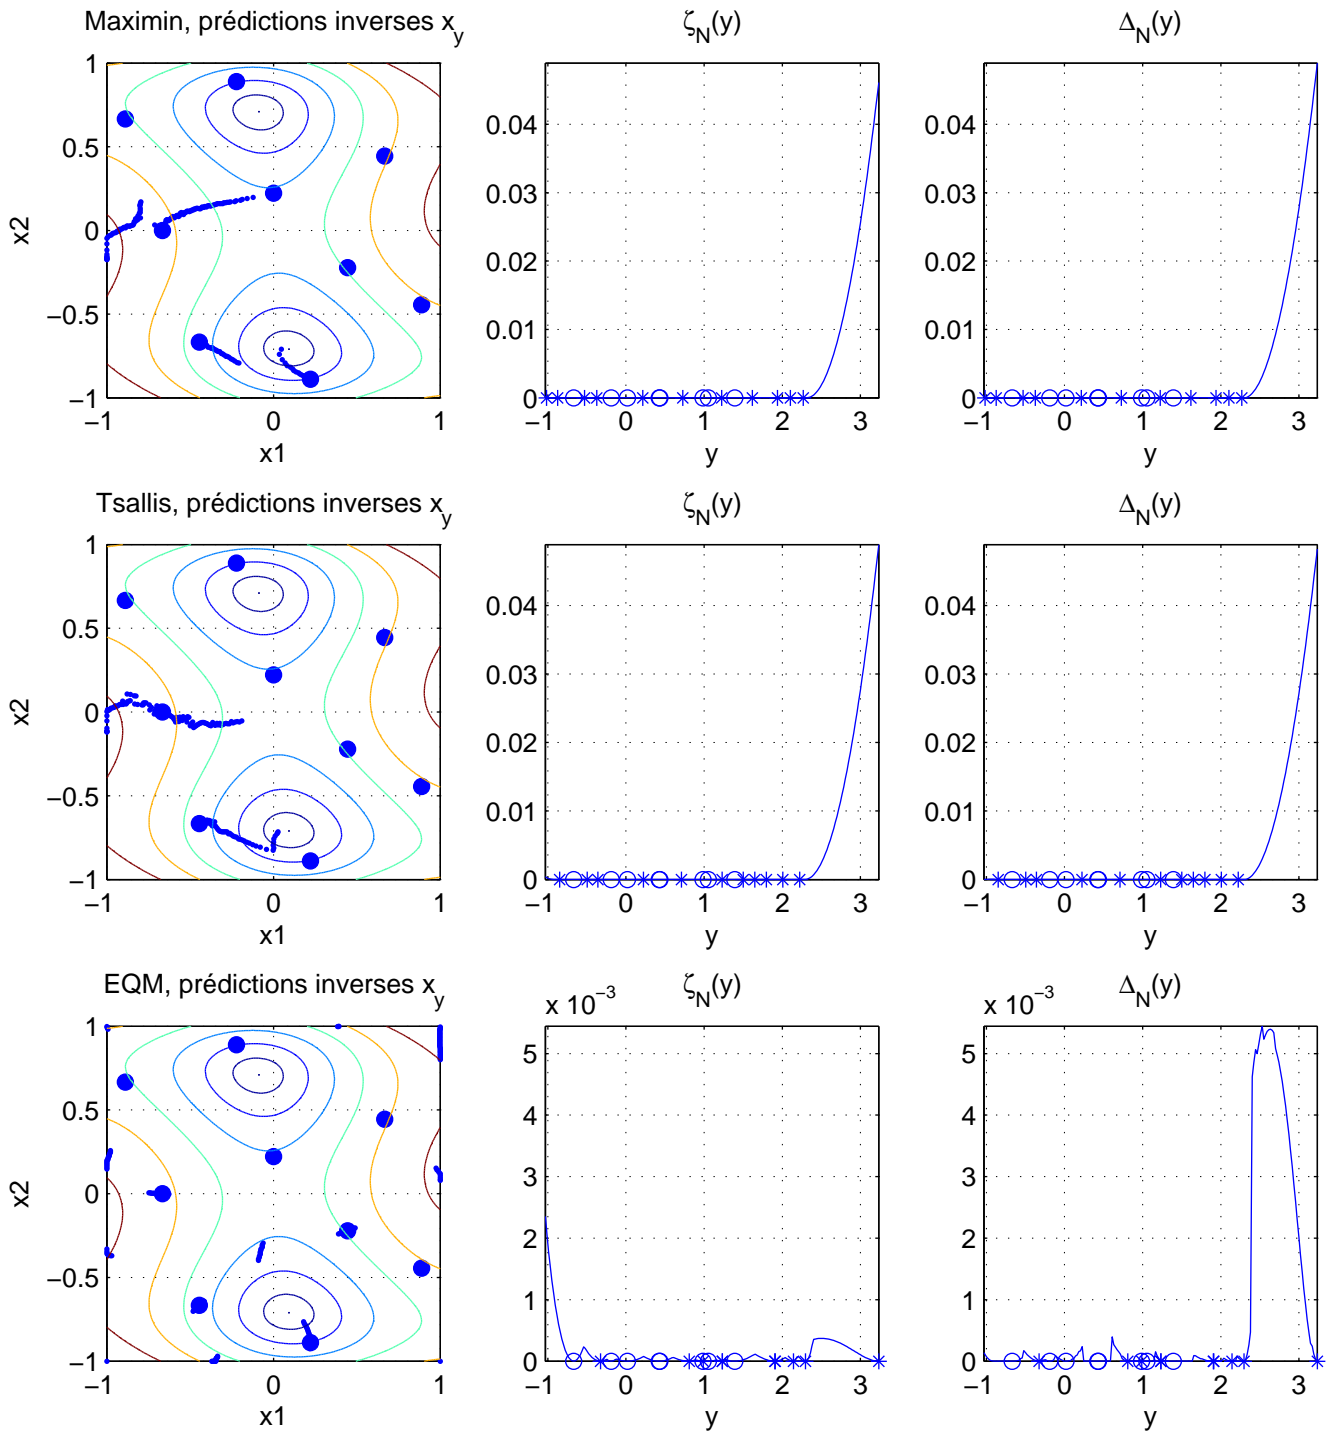 Maximin, prédictions inverses x_y
ζ_N(y)
Δ_N(y)
1
0.5
0
−0.5
−1
x2
−1 0 1
x1
0.04
0.03
0.02
0.01
0
−1 0 1 2 3
y
0.04
0.03
0.02
0.01
0
−1 0 1 2 3
y
Tsallis, prédictions inverses x_y
ζ_N(y)
Δ_N(y)
1
0.5
0
−0.5
−1
x2
−1 0 1
x1
0.04
0.03
0.02
0.01
0
−1 0 1 2 3
y
0.04
0.03
0.02
0.01
0
−1 0 1 2 3
y
EQM, prédictions inverses x_y
x 10^−3
ζ_N(y)
x 10^−3
Δ_N(y)
1
0.5
0
−0.5
−1
x2
−1 0 1
x1
5
4
3
2
1
0
−1 0 1 2 3
y
5
4
3
2
1
0
−1 0 1 2 3
y